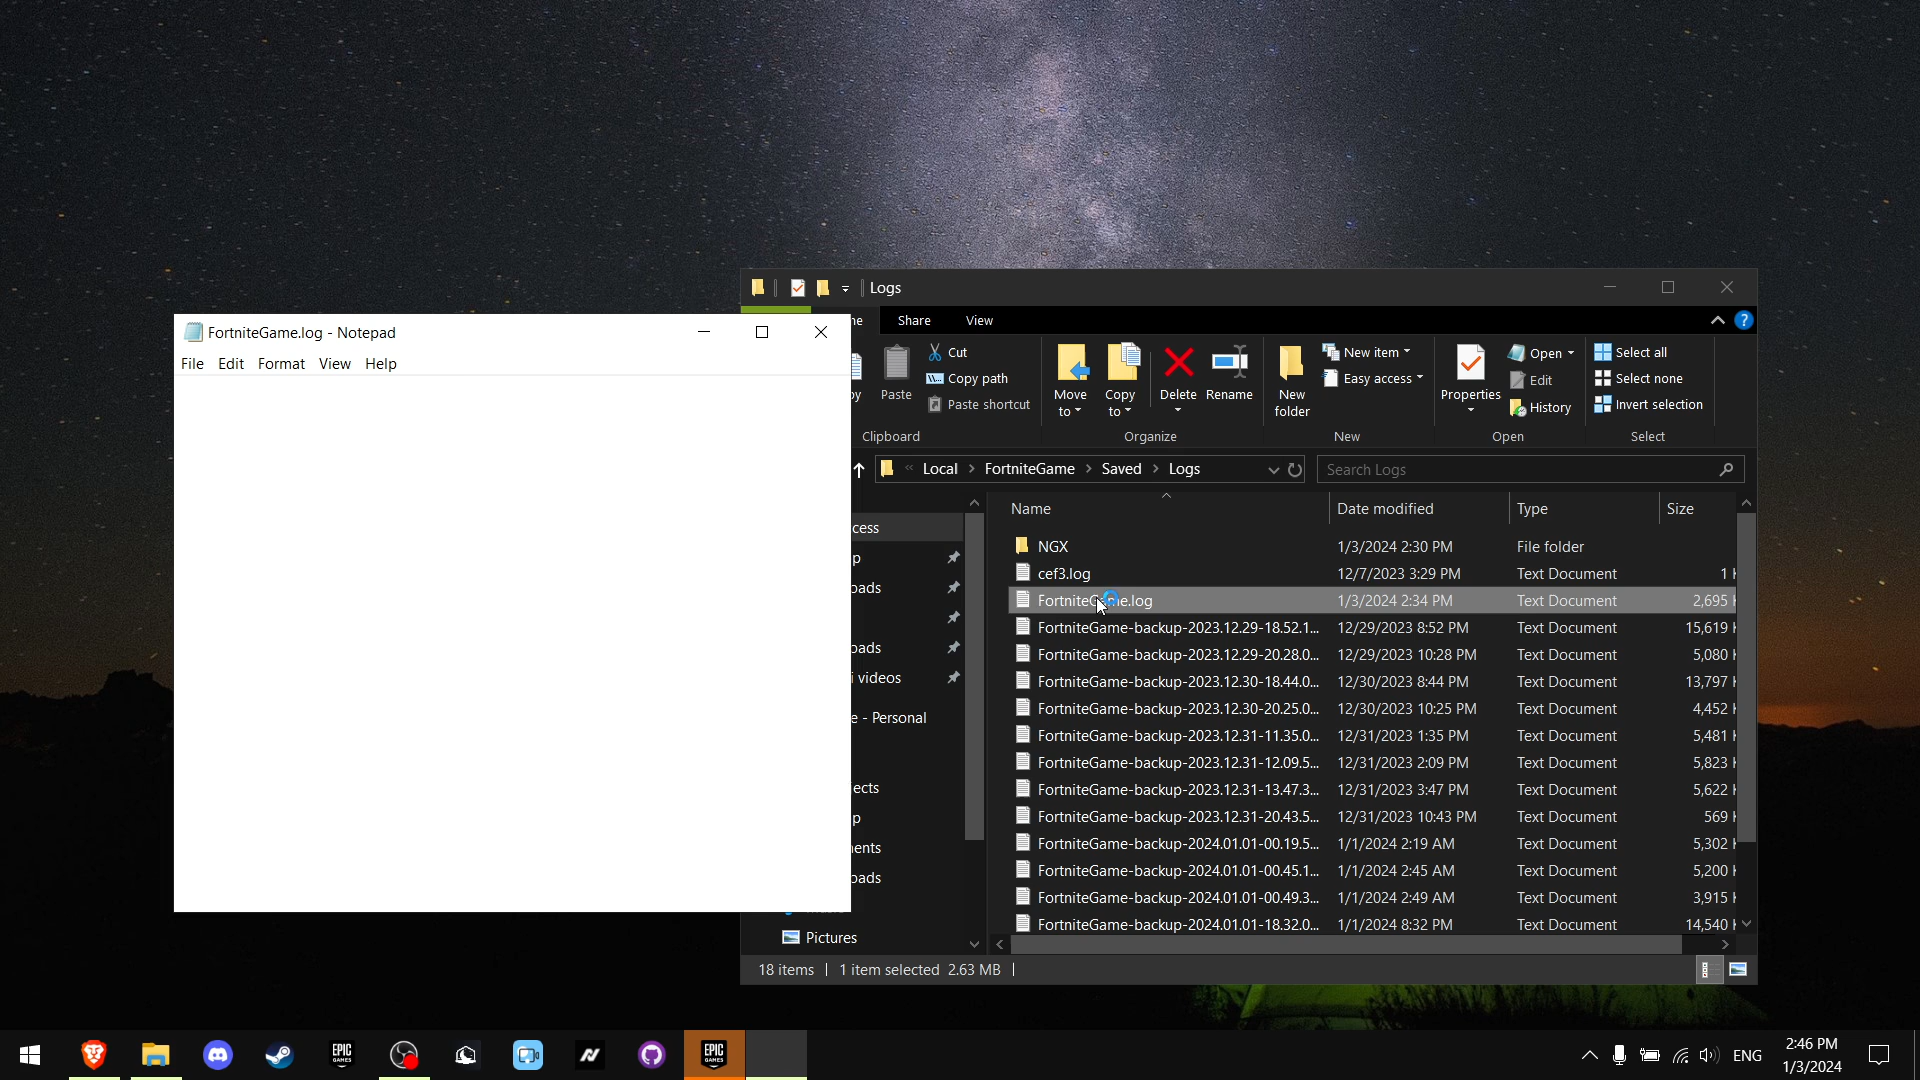 Logs
FortniteGame.log - Notepad
File Edit Format View Help
Share View
Paste
Cut
Copy path
Paste shortcut
Clipboard
Move to
Copy to
Delete
Rename
Organize
New folder
New item
Easy access
New
Properties
Open
Edit
History
Open
Select all
Select none
Invert selection
Select
« Local > FortniteGame > Saved > Logs
Search Logs
Name Date modified Type Size
NGX 1/3/2024 2:30 PM File folder
cef3.log 12/7/2023 3:29 PM Text Document 1
1/3/2024 2:34 PM Text Document 2,695
FortniteGame-backup-2023.12.29-18.52.1... 12/29/2023 8:52 PM Text Document 15,619
FortniteGame-backup-2023.12.29-20.28.0... 12/29/2023 10:28 PM Text Document 5,080
FortniteGame-backup-2023.12.30-18.44.0... 12/30/2023 8:44 PM Text Document 13,797
FortniteGame-backup-2023.12.30-20.25.0... 12/30/2023 10:25 PM Text Document 4,452
FortniteGame-backup-2023.12.31-11.35.0... 12/31/2023 1:35 PM Text Document 5,481
FortniteGame-backup-2023.12.31-12.09.5... 12/31/2023 2:09 PM Text Document 5,823
FortniteGame-backup-2023.12.31-13.47.3... 12/31/2023 3:47 PM Text Document 5,622
FortniteGame-backup-2023.12.31-20.43.5... 12/31/2023 10:43 PM Text Document 569
FortniteGame-backup-2024.01.01-00.19.5... 1/1/2024 2:19 AM Text Document 5,302
FortniteGame-backup-2024.01.01-00.45.1... 1/1/2024 2:45 AM Text Document 5,200
FortniteGame-backup-2024.01.01-00.49.3... 1/1/2024 2:49 AM Text Document 3,915
FortniteGame-backup-2024.01.01-18.32.0... 1/1/2024 8:32 PM Text Document 14,540
cess
p
oads
oads
i videos
e - Personal
ects
p
ents
oads
Pictures
18 items 1 item selected 2.63 MB
EPIC GAMES
EPIC GAMES
ENG
2:46 PM
1/3/2024